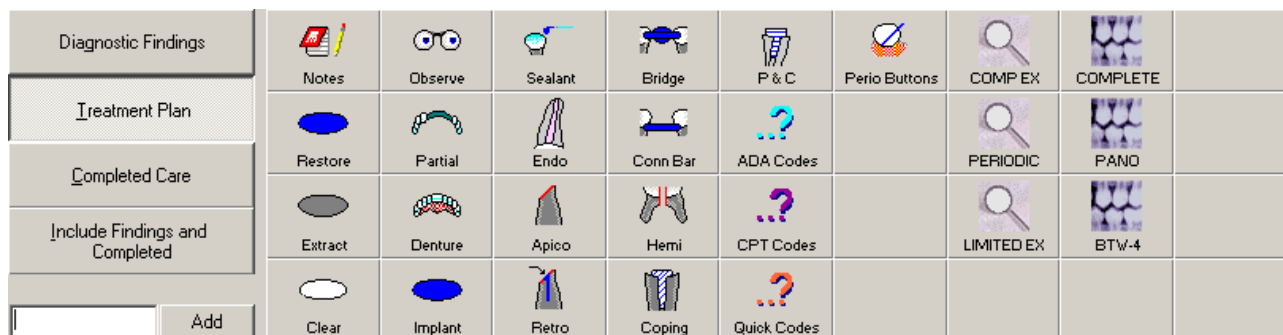 Diagnostic Findings
Treatment Plan
Completed Care
Include Findings and
Completed
Add
Notes
Observe
Sealant
Bridge
P & C
Perio Buttons
COMP EX
COMPLETE
Restore
Partial
Endo
Conn Bar
ADA Codes
PERIODIC
PANO
Extract
Denture
Apico
Hemi
CPT Codes
LIMITED EX
BTW-4
Clear
Implant
Retro
Coping
Quick Codes